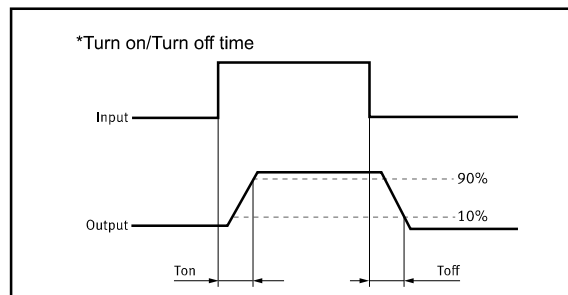 *Turn on/Turn off time
Input
90%
10%
Output
Ton
Toff